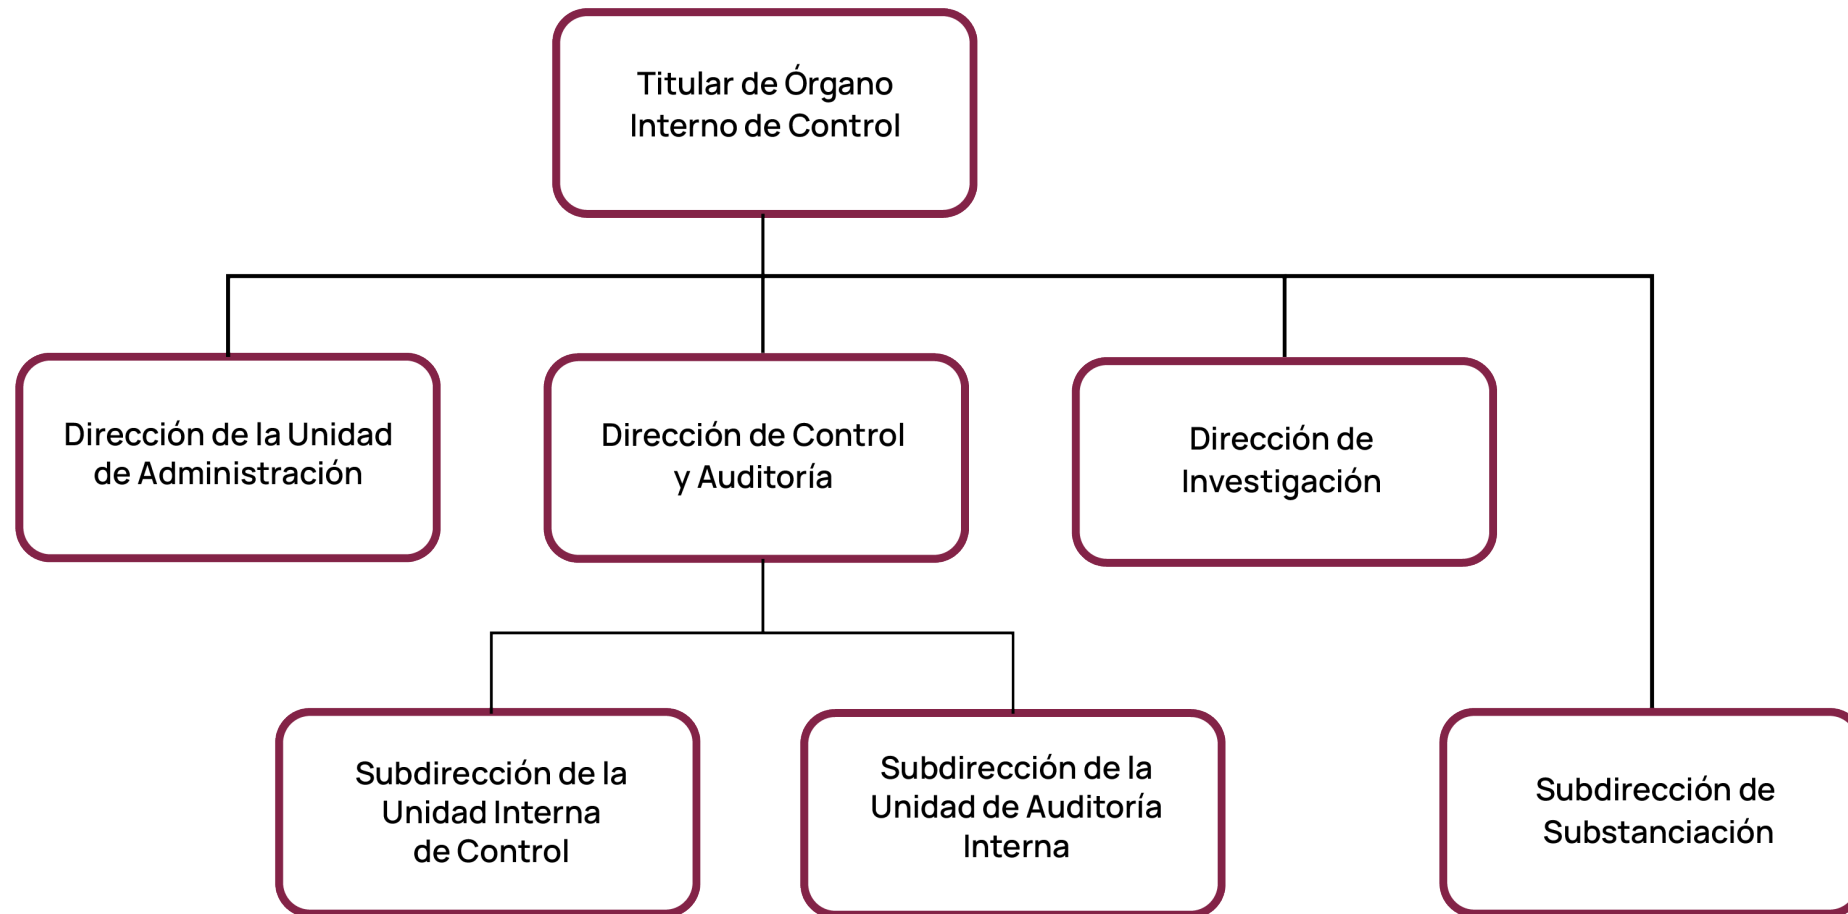 Titular de Órgano
Interno de Control
Dirección de la Unidad
de Administración
Dirección de Control
y Auditoría
Dirección de
Investigación
Subdirección de la
Unidad Interna
de Control
Subdirección de la
Unidad de Auditoría
Interna
Subdirección de
Substanciación